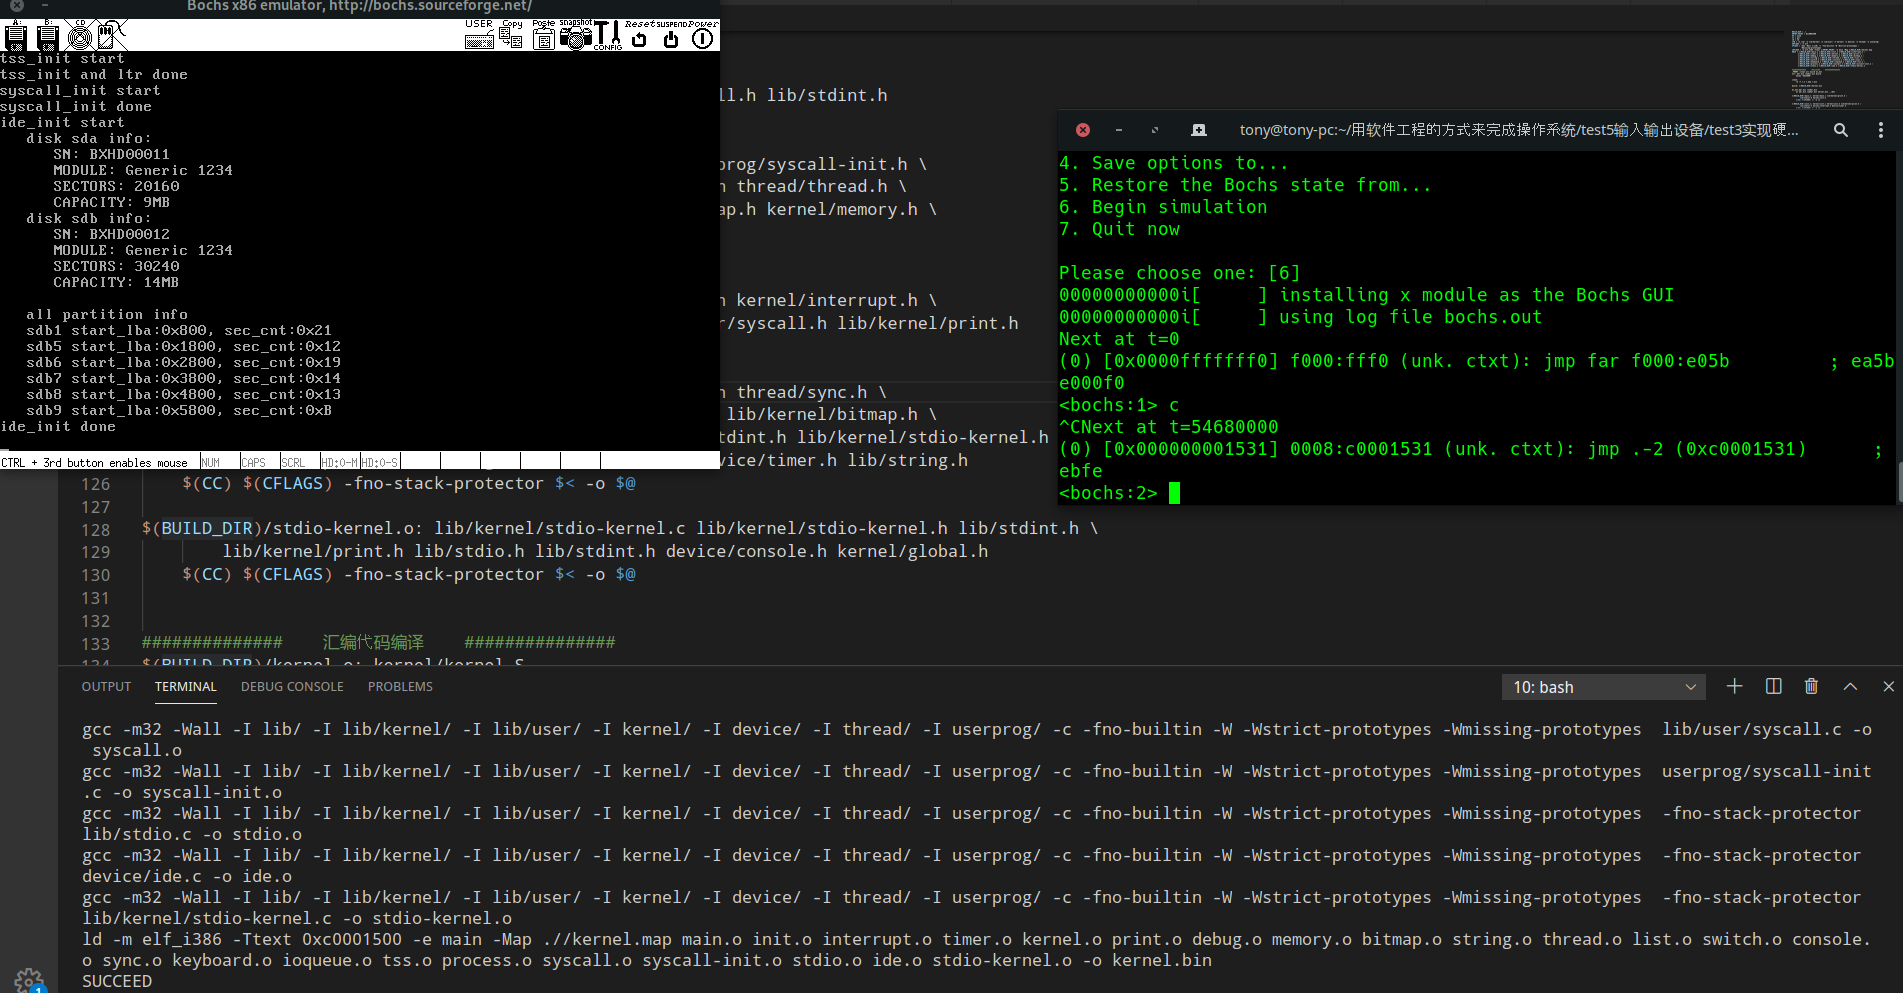 Bochs x86 emulator, http://bochs.sourceforge.net/
A: B: CD USER Copy Paste snapshot CONFIG Reset SUSPEND Power
tss_init start
tss_init and ltr done
syscall_init start
syscall_init done
ide_init start
disk sda info:
SN: BXHD00011
MODULE: Generic 1234
SECTORS: 20160
CAPACITY: 9MB
disk sdb info:
SN: BXHD00012
MODULE: Generic 1234
SECTORS: 30240
CAPACITY: 14MB
all partition info
sdb1 start_lba:0x800, sec_cnt:0x21
sdb5 start_lba:0x1800, sec_cnt:0x12
sdb6 start_lba:0x2800, sec_cnt:0x19
sdb7 start_lba:0x3800, sec_cnt:0x14
sdb8 start_lba:0x4800, sec_cnt:0x13
sdb9 start_lba:0x5800, sec_cnt:0xB
ide_init done
CTRL + 3rd button enables mouse NUM CAPS SCRL HD:0-M HD:0-S
ll.h lib/stdint.h
prog/syscall-init.h \
n thread/thread.h \
ap.h kernel/memory.h \
n kernel/interrupt.h \
r/syscall.h lib/kernel/print.h
n thread/sync.h \
lib/kernel/bitmap.h \
tdint.h lib/kernel/stdio-kernel.h
vice/timer.h lib/string.h
126 $(CC) $(CFLAGS) -fno-stack-protector $< -o $@
127
128 $(BUILD_DIR)/stdio-kernel.o: lib/kernel/stdio-kernel.c lib/kernel/stdio-kernel.h lib/stdint.h \
129 lib/kernel/print.h lib/stdio.h lib/stdint.h device/console.h kernel/global.h
130 $(CC) $(CFLAGS) -fno-stack-protector $< -o $@
131
132
133 ############## 汇编代码编译 ###############
134 $(BUILD_DIR)/kernel.o: kernel/kernel.S
tony@tony-pc:~/用软件工程的方式来完成操作系统/test5输入输出设备/test3实现硬...
4. Save options to...
5. Restore the Bochs state from...
6. Begin simulation
7. Quit now
Please choose one: [6]
00000000000i[     ] installing x module as the Bochs GUI
00000000000i[     ] using log file bochs.out
Next at t=0
(0) [0x0000fffffff0] f000:fff0 (unk. ctxt): jmp far f000:e05b ; ea5b
e000f0
<bochs:1> c
^CNext at t=54680000
(0) [0x000000001531] 0008:c0001531 (unk. ctxt): jmp .-2 (0xc0001531) ;
ebfe
<bochs:2>
OUTPUT TERMINAL DEBUG CONSOLE PROBLEMS 10: bash
gcc -m32 -Wall -I lib/ -I lib/kernel/ -I lib/user/ -I kernel/ -I device/ -I thread/ -I userprog/ -c -fno-builtin -W -Wstrict-prototypes -Wmissing-prototypes  lib/user/syscall.c -o
syscall.o
gcc -m32 -Wall -I lib/ -I lib/kernel/ -I lib/user/ -I kernel/ -I device/ -I thread/ -I userprog/ -c -fno-builtin -W -Wstrict-prototypes -Wmissing-prototypes  userprog/syscall-init
.c -o syscall-init.o
gcc -m32 -Wall -I lib/ -I lib/kernel/ -I lib/user/ -I kernel/ -I device/ -I thread/ -I userprog/ -c -fno-builtin -W -Wstrict-prototypes -Wmissing-prototypes  -fno-stack-protector
lib/stdio.c -o stdio.o
gcc -m32 -Wall -I lib/ -I lib/kernel/ -I lib/user/ -I kernel/ -I device/ -I thread/ -I userprog/ -c -fno-builtin -W -Wstrict-prototypes -Wmissing-prototypes  -fno-stack-protector
device/ide.c -o ide.o
gcc -m32 -Wall -I lib/ -I lib/kernel/ -I lib/user/ -I kernel/ -I device/ -I thread/ -I userprog/ -c -fno-builtin -W -Wstrict-prototypes -Wmissing-prototypes  -fno-stack-protector
lib/kernel/stdio-kernel.c -o stdio-kernel.o
ld -m elf_i386 -Ttext 0xc0001500 -e main -Map .//kernel.map main.o init.o interrupt.o timer.o kernel.o print.o debug.o memory.o bitmap.o string.o thread.o list.o switch.o console.
o sync.o keyboard.o ioqueue.o tss.o process.o syscall.o syscall-init.o stdio.o ide.o stdio-kernel.o -o kernel.bin
SUCCEED
1